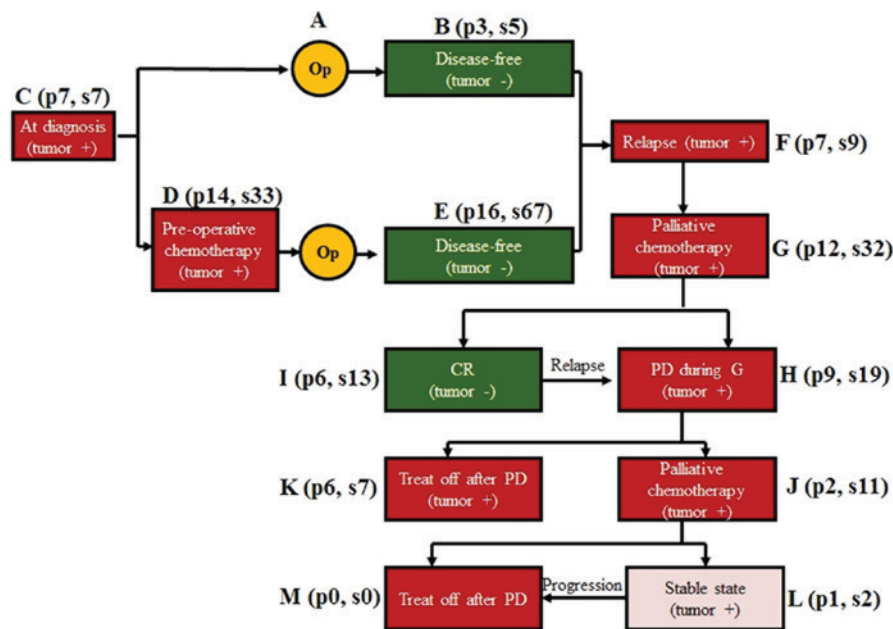 A
B (p3, s5)
Op
Disease-free
(tumor -)
C (p7, s7)
At diagnosis
(tumor +)
Relapse (tumor +)
F (p7, s9)
D (p14, s33)
Pre-operative
chemotherapy
(tumor +)
Op
E (p16, s67)
Disease-free
(tumor -)
Palliative
chemotherapy
(tumor +)
G (p12, s32)
I (p6, s13)
CR
(tumor -)
Relapse
PD during G
(tumor +)
H (p9, s19)
K (p6, s7)
Treat off after PD
(tumor +)
Palliative
chemotherapy
(tumor +)
J (p2, s11)
M (p0, s0)
Treat off after PD
Progression
Stable state
(tumor +)
L (p1, s2)